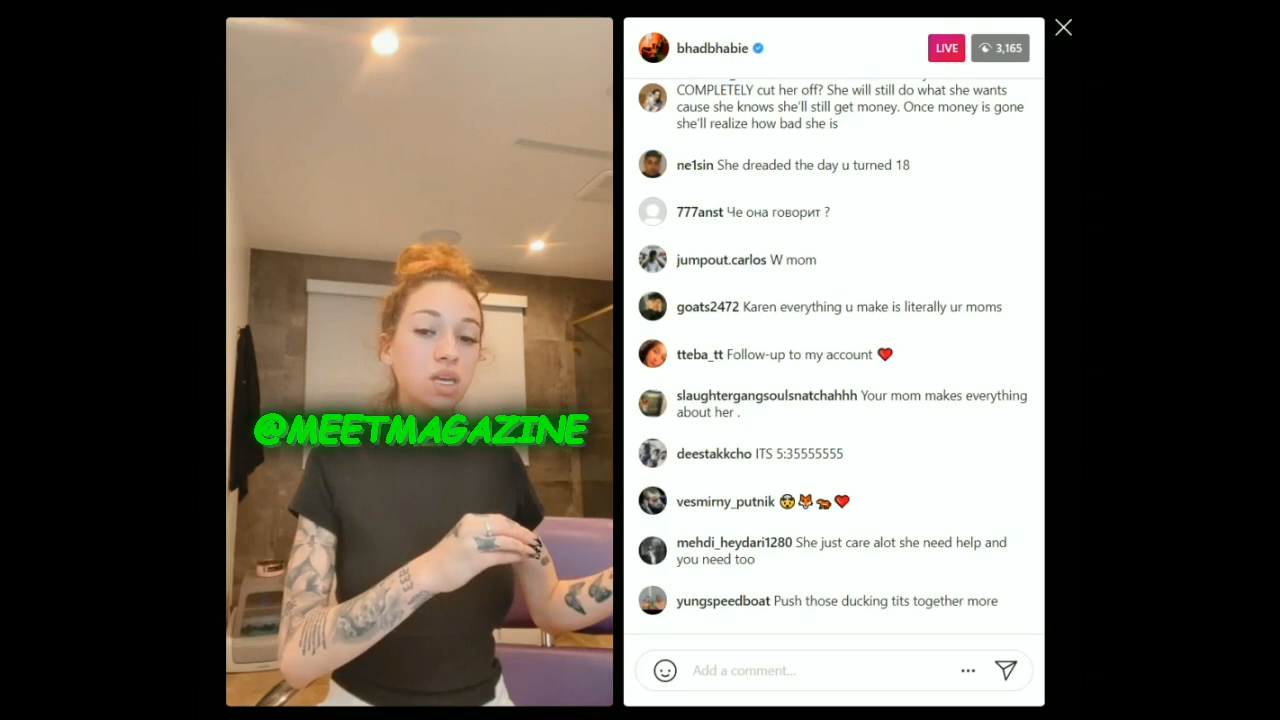 bhadbhabie
LIVE
3,165
COMPLETELY cut her off? She will still do what she wants
cause she knows she'll still get money. Once money is gone
she'll realize how bad she is
ne1sin She dreaded the day u turned 18
777anst Че она говорит ?
jumpout.carlos W mom
goats2472 Karen everything u make is literally ur moms
tteba_tt Follow-up to my account ❤️
slaughtergangsoulsnatchahhh Your mom makes everything
about her .
deestakkcho ITS 5:35555555
vesmirny_putnik 🤯🦊🐅❤️
mehdi_heydari1280 She just care alot she need help and
you need too
yungspeedboat Push those ducking tits together more
Add a comment...
@MEETMAGAZINE